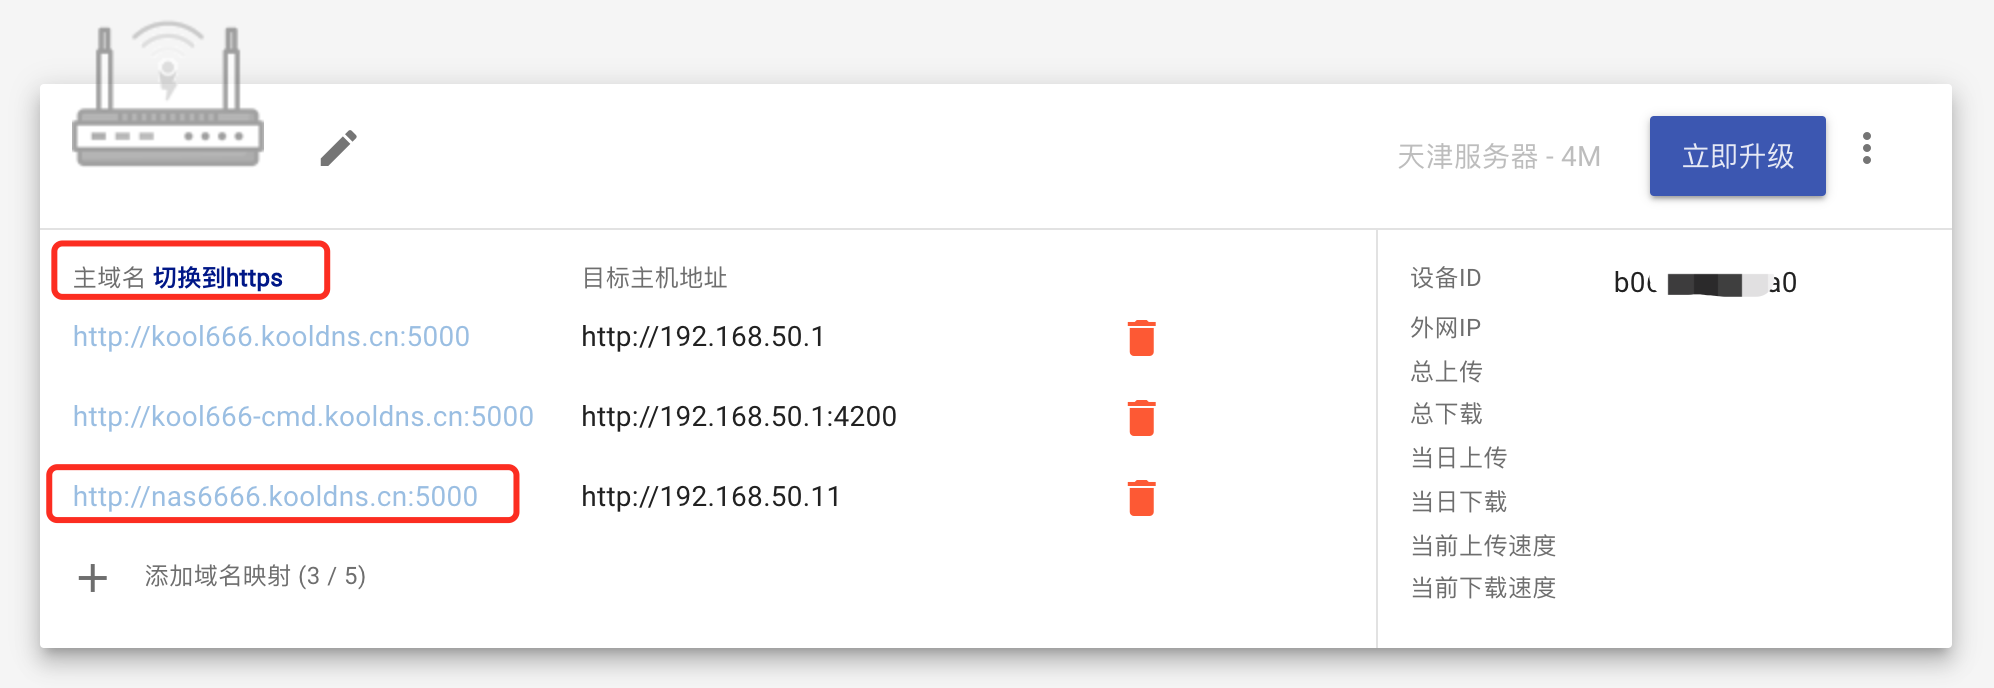 天津服务器 - 4M
立即升级
主域名 切换到https
目标主机地址
http://kool666.kooldns.cn:5000
http://192.168.50.1
http://kool666-cmd.kooldns.cn:5000
http://192.168.50.1:4200
http://nas6666.kooldns.cn:5000
http://192.168.50.11
添加域名映射 (3 / 5)
设备ID
外网IP
总上传
总下载
当日上传
当日下载
当前上传速度
当前下载速度